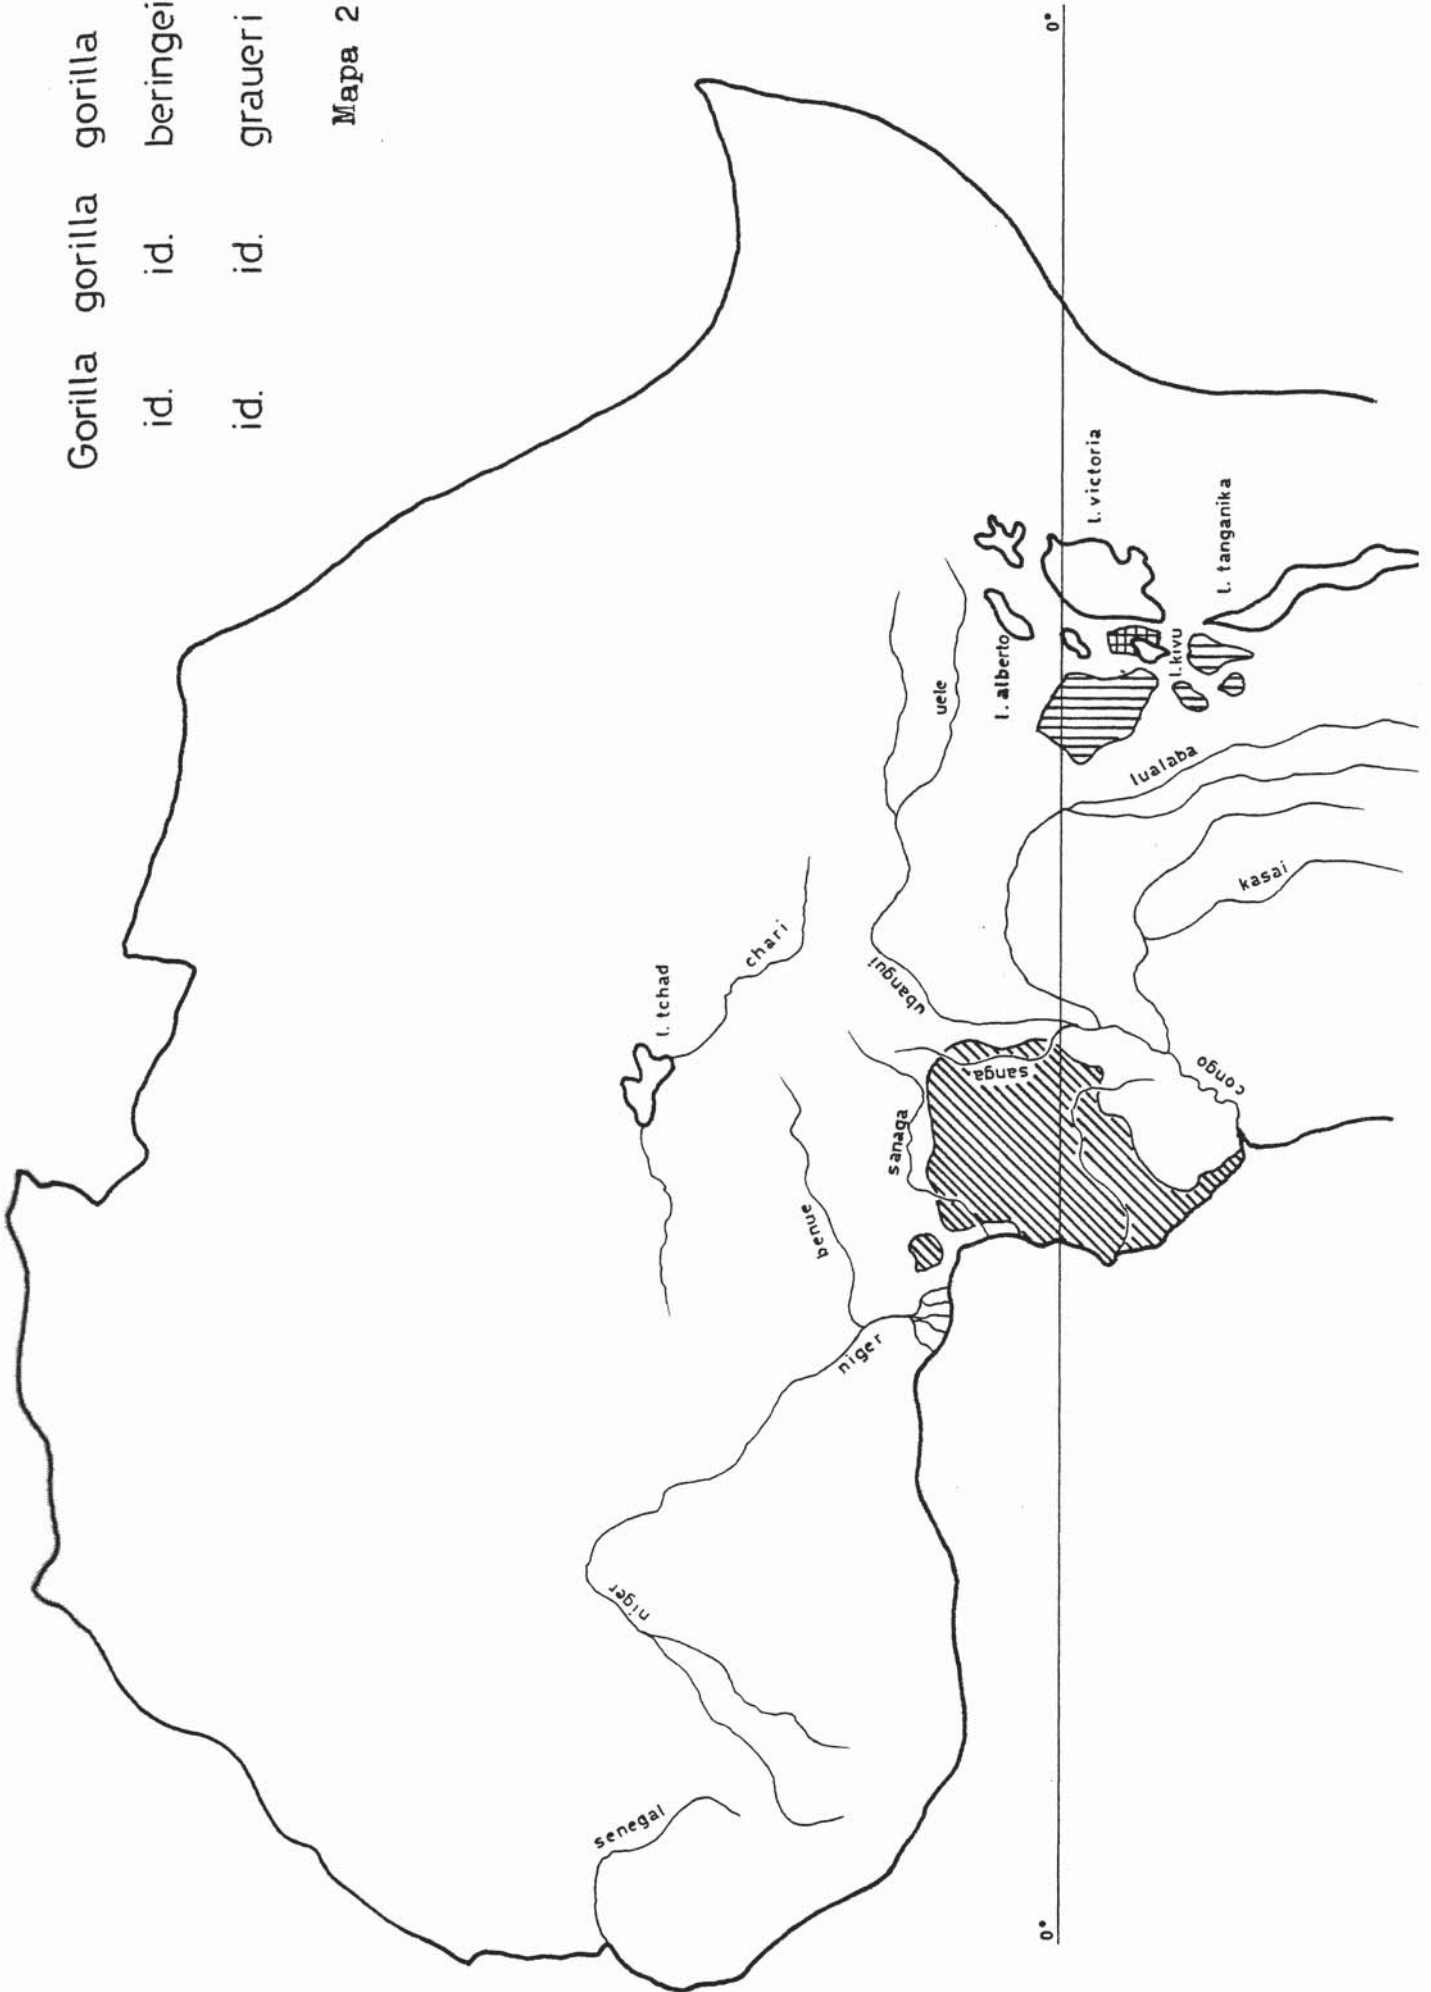 Gorilla gorilla gorilla
id. id. beringei
id. id. graueri
Mapa 2
senegal
niger
niger
benue
l. tchad
chari
sanaga
sanga
ubangui
uele
congo
kasai
lualaba
l. alberto
l. kivu
l. victoria
l. tanganika
0°
0°